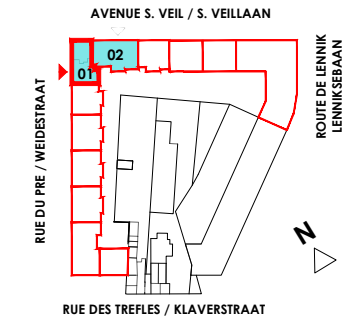 AVENUE S. VEIL / S. VEILLAAN
02
01
ROUTE DE LENNIK
LENNIKSEBAAN
RUE DU PRE / WEIDESTRAAT
N
RUE DES TREFLES / KLAVERSTRAAT